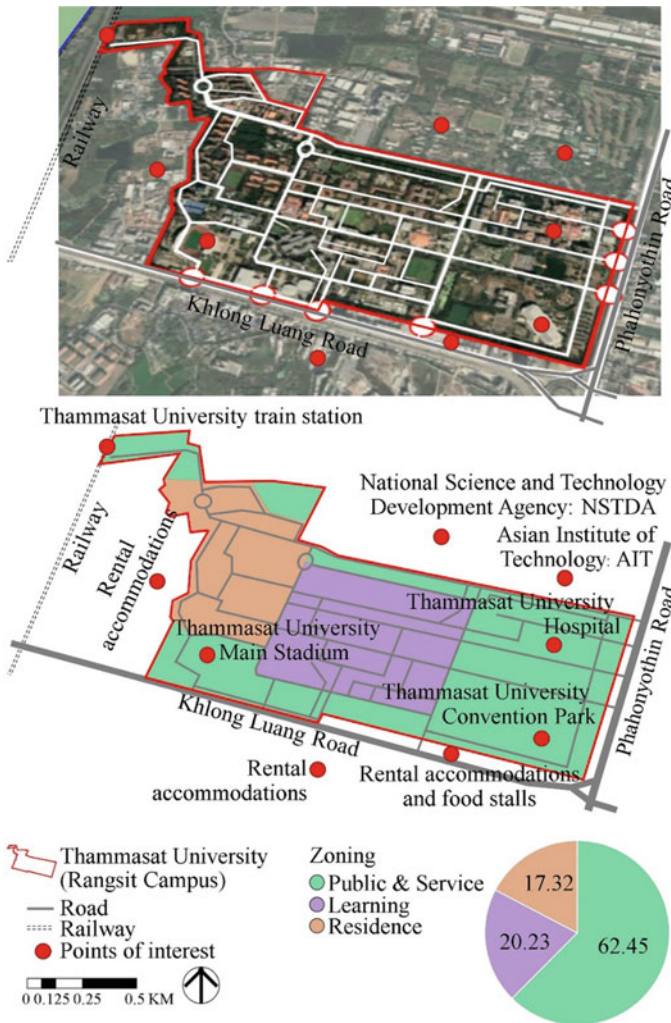 Railway
Khlong Luang Road
Phahonyothin Road
Thammasat University train station
National Science and Technology
Development Agency: NSTDA
Asian Institute of
Technology: AIT
Railway
Rental
accommodations
Thammasat University
Hospital
Thammasat University
Main Stadium
Thammasat University
Convention Park
Khlong Luang Road
Phahonyothin Road
Rental
accommodations
Rental accommodations
and food stalls
Thammasat University
(Rangsit Campus)
Road
Railway
Points of interest
0 0.125 0.25 0.5 KM
Zoning
Public & Service
Learning
Residence
17.32
20.23
62.45